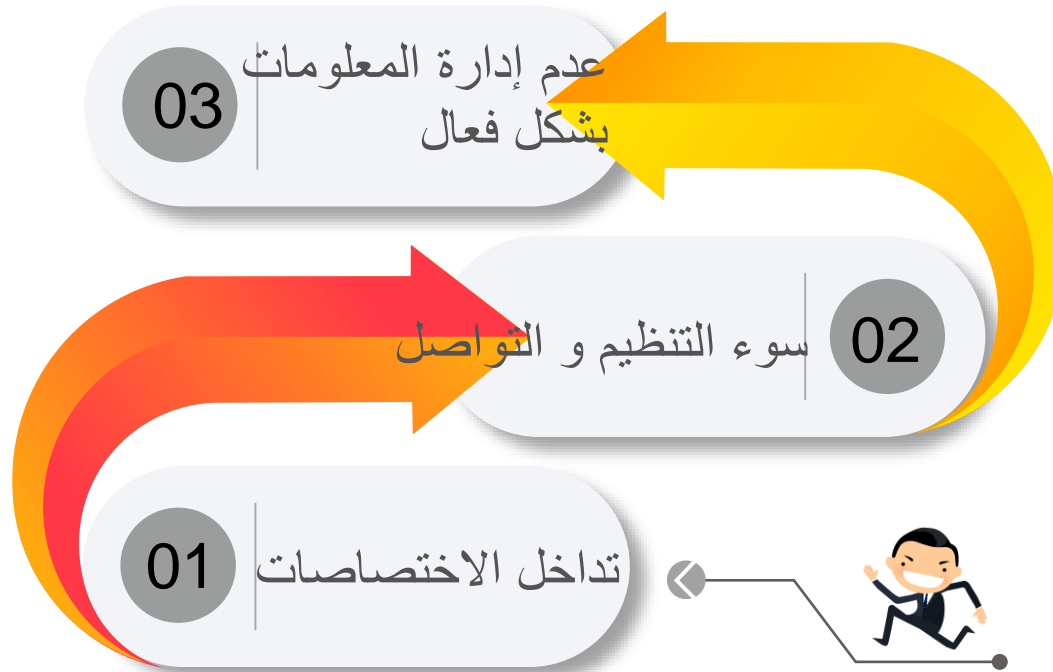 03
عدم إدارة المعلومات
بشكل فعال
02
سوء التنظيم و التواصل
01
تداخل الاختصاصات